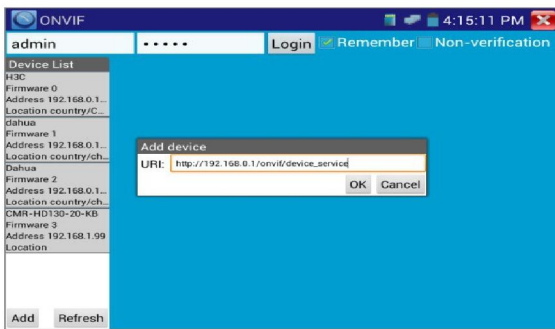 ONVIF
4:15:11 PM
admin
•••••
Login
Remember
Non-verification
Device List
H3C
Firmware 0
Address 192.168.0.1...
Location country/C...
dahua
Firmware 1
Address 192.168.0.1...
Location country/ch...
Dahua
Firmware 2
Address 192.168.0.1...
Location country/ch...
CMR-HD130-20-KB
Firmware 3
Address 192.168.1.99
Location
Add device
URI: http://192.168.0.1/onvif/device_service
OK Cancel
Add Refresh